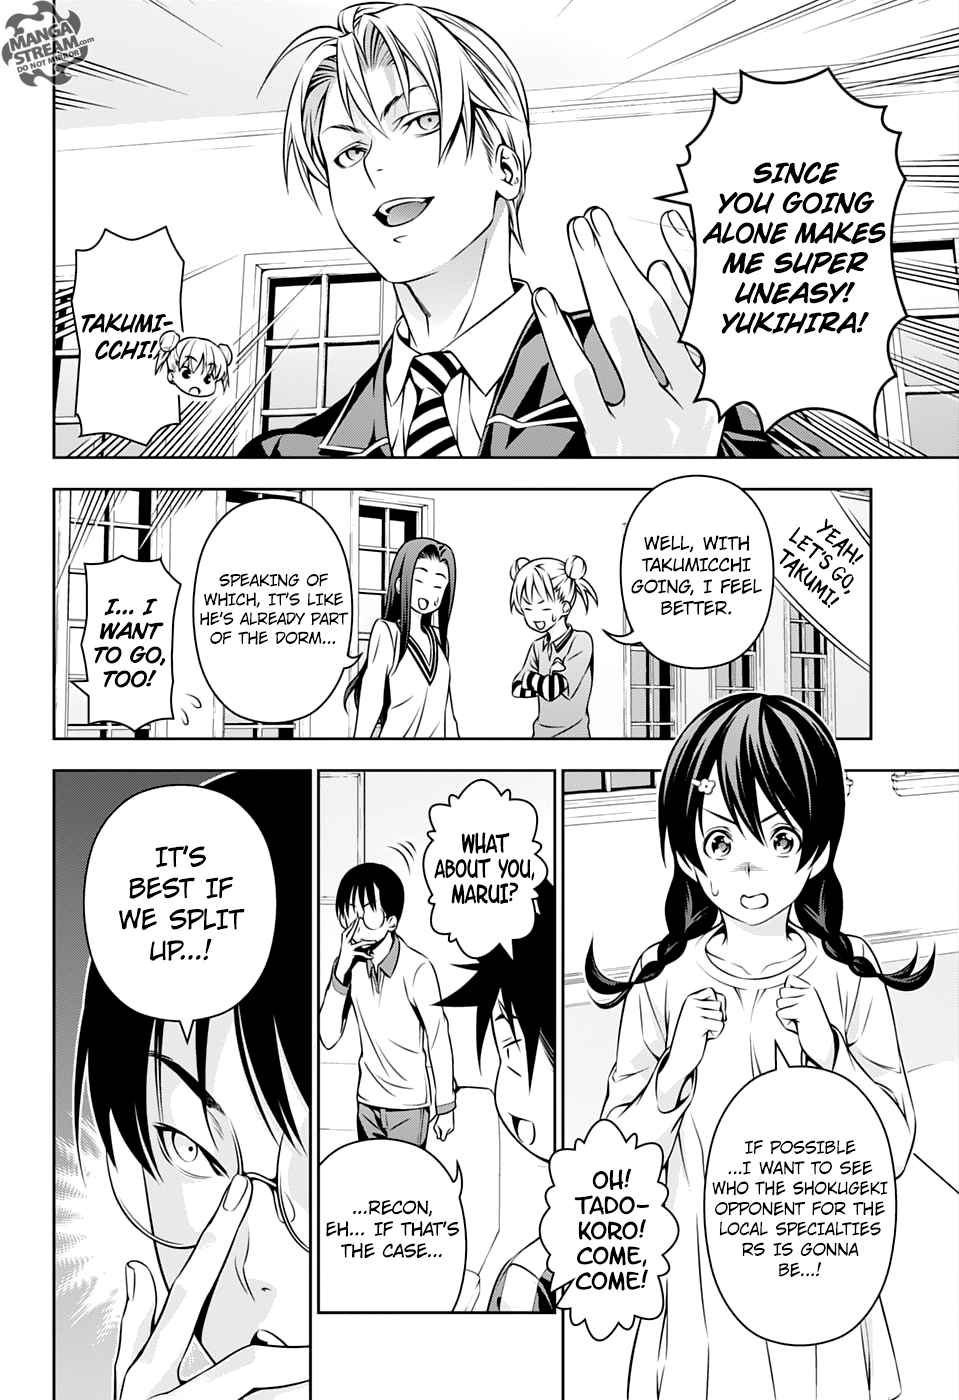 MANGA
STREAM.com
DO NOT MIRROR
SINCE
YOU GOING
ALONE MAKES
ME SUPER
UNEASY!
YUKIHIRA!
TAKUMI-
CCHI!
YEAH!
LET'S GO,
TAKUMI!
WELL, WITH
TAKUMICCHI
GOING, I FEEL
BETTER.
SPEAKING OF
WHICH, IT'S LIKE
HE'S ALREADY PART
OF THE DORM...
I... I
WANT
TO GO,
TOO!
IF POSSIBLE
...I WANT TO SEE
WHO THE SHOKUGEKI
OPPONENT FOR THE
LOCAL SPECIALTIES
RS IS GONNA
BE...!
OH!
TADO-
KORO!
COME,
COME!
WHAT
ABOUT YOU,
MARUI?
...RECON,
EH... IF THAT'S
THE CASE...
IT'S
BEST IF
WE SPLIT
UP...!